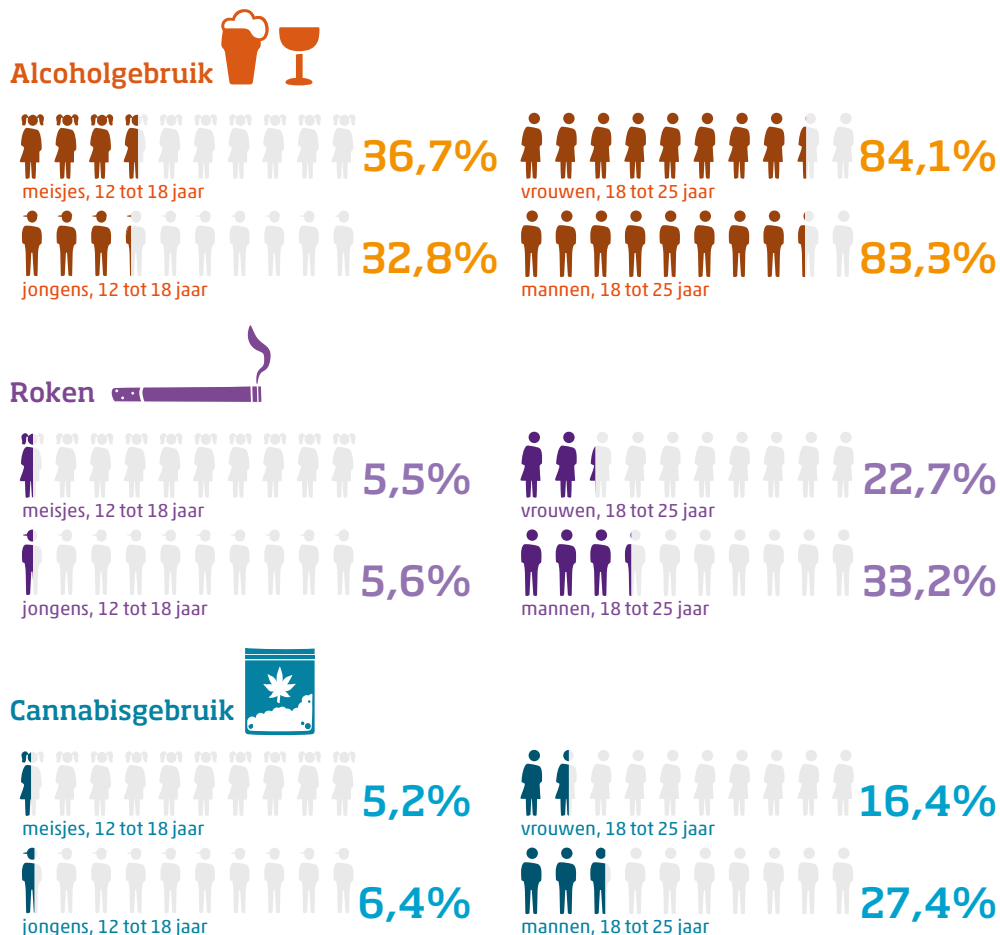 Alcoholgebruik
36,7%
meisjes, 12 tot 18 jaar
84,1%
vrouwen, 18 tot 25 jaar
32,8%
jongens, 12 tot 18 jaar
83,3%
mannen, 18 tot 25 jaar
Roken
5,5%
meisjes, 12 tot 18 jaar
22,7%
vrouwen, 18 tot 25 jaar
5,6%
jongens, 12 tot 18 jaar
33,2%
mannen, 18 tot 25 jaar
Cannabisgebruik
5,2%
meisjes, 12 tot 18 jaar
16,4%
vrouwen, 18 tot 25 jaar
6,4%
jongens, 12 tot 18 jaar
27,4%
mannen, 18 tot 25 jaar